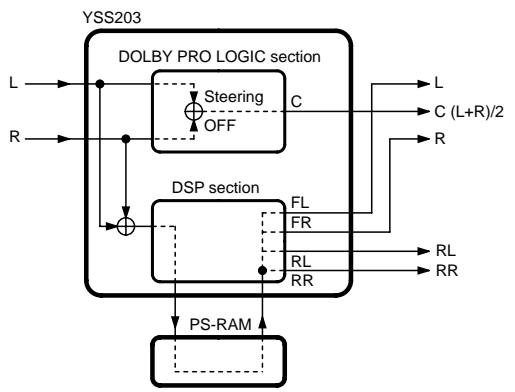 YSS203
DOLBY PRO LOGIC section
L
Steering
C
L
C (L+R)/2
OFF
R
R
DSP section
FL
FR
RL
RL
RR
RR
PS-RAM